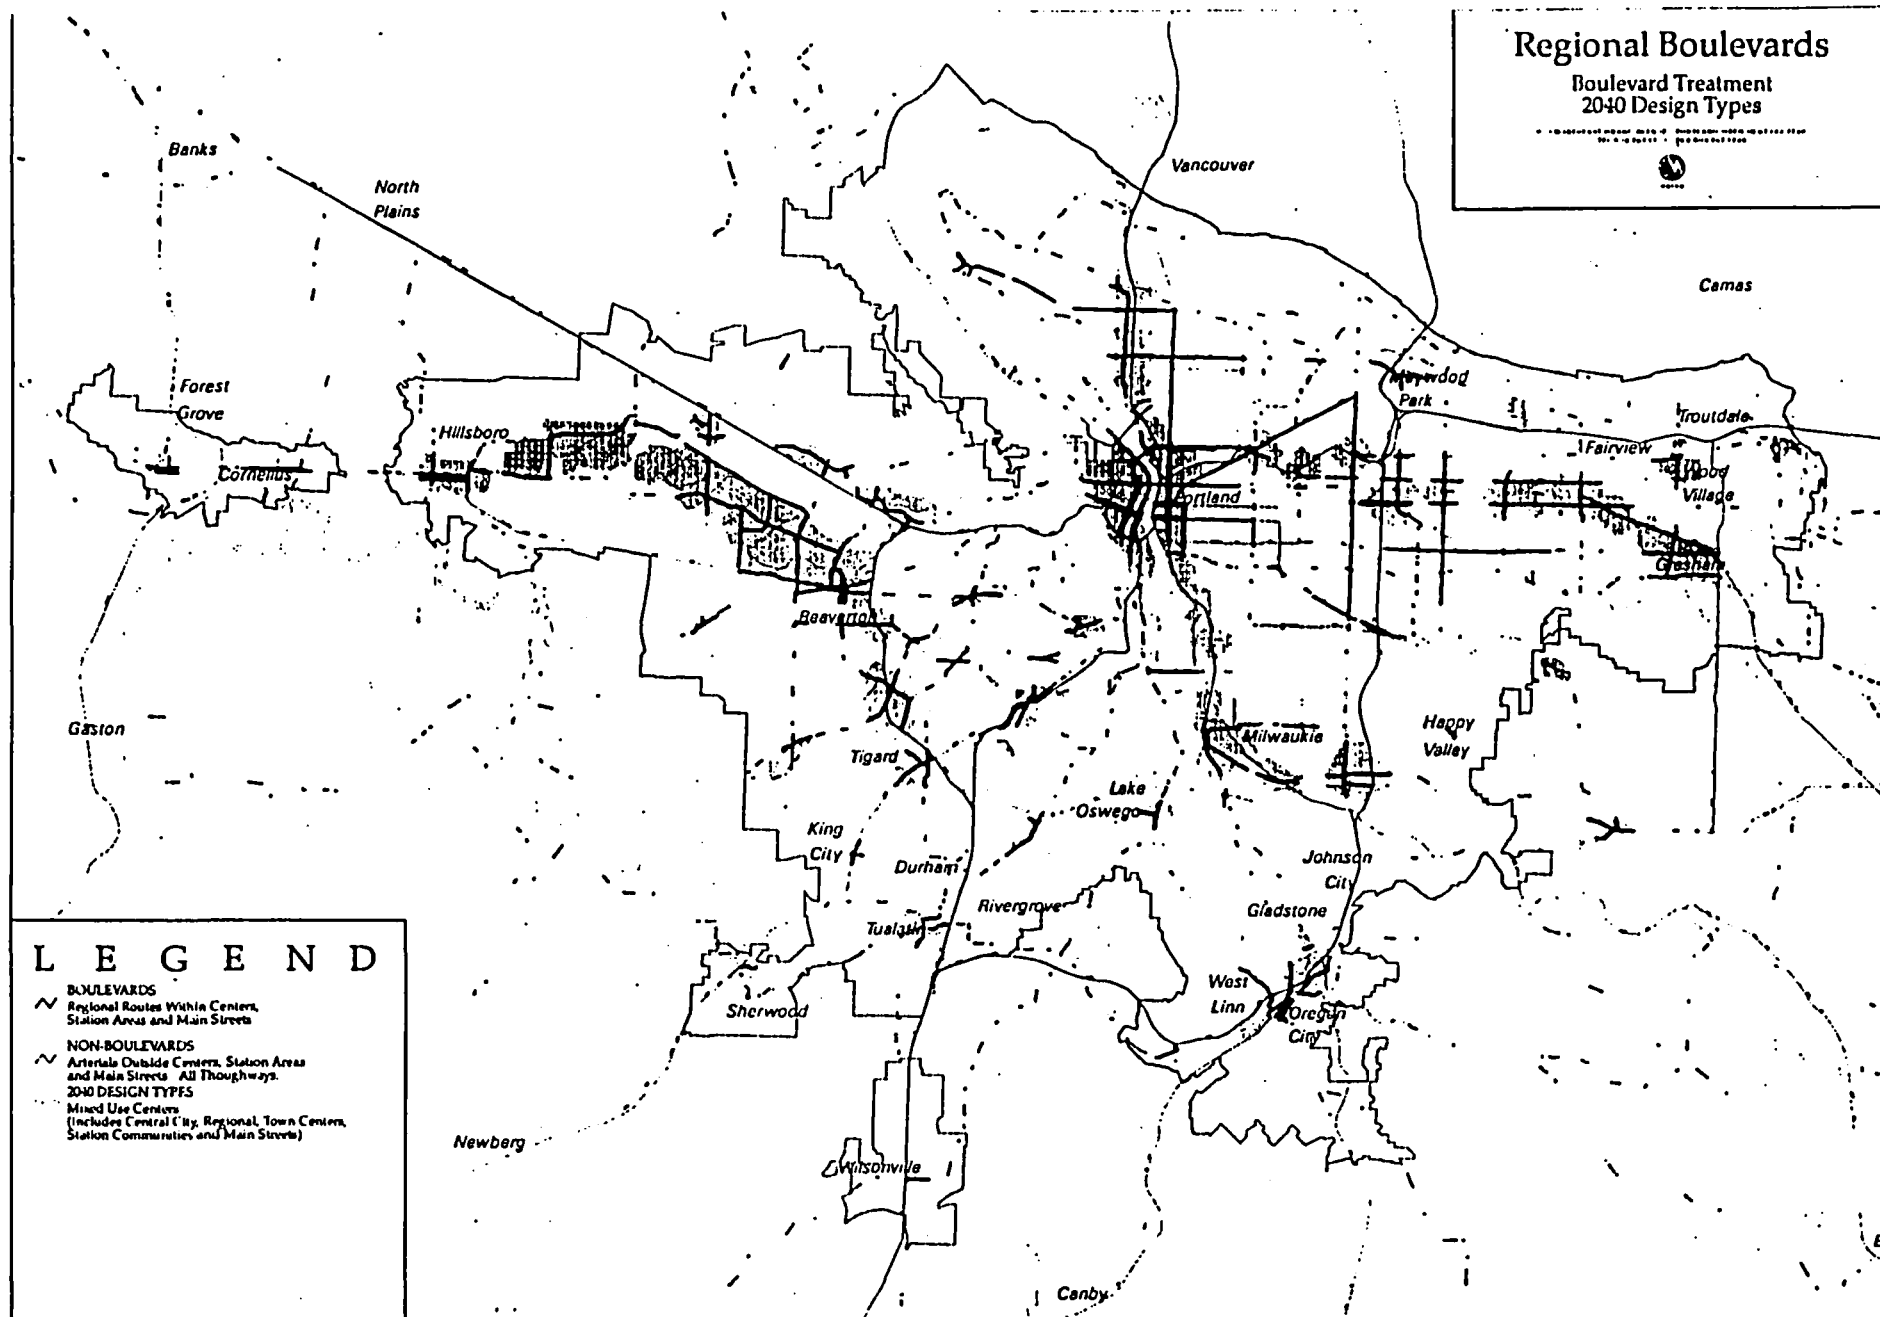 Regional Boulevards
Boulevard Treatment
2040 Design Types
Banks
North
Plains
Vancouver
Camas
Forest
Grove
Hillsboro
Cornelius
Maywood
Park
Troutdale
Fairview
Wood
Village
Portland
Gresham
Beaverton
Gaston
Tigard
Milwaukie
Happy
Valley
Lake
Oswego
King
City
Durham
Johnson
City
Rivergrove
Gladstone
Tualatin
West
Linn
Oregon
City
Sherwood
Newberg
Wilsonville
Canby
LEGEND
BOULEVARDS
Regional Routes Within Centers,
Station Areas and Main Streets
NON-BOULEVARDS
Arterials Outside Centers, Station Areas
and Main Streets All Thoughways.
2040 DESIGN TYPES
Mixed Use Centers
(Includes Central City, Regional, Town Centers,
Station Communities and Main Streets)